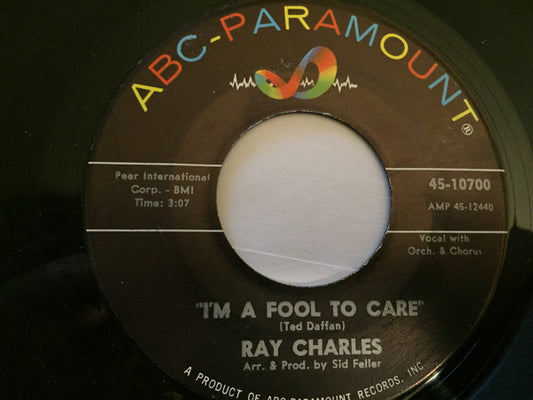 ABC-PARAMOUNT®
Peer International
Corp. - BMI
Time: 3:07
45-10700
AMP 45-12440
Vocal with
Orch. & Chorus
"I'M A FOOL TO CARE"
(Ted Daffan)
RAY CHARLES
Arr. & Prod. by Sid Feller
A PRODUCT OF ABC-PARAMOUNT RECORDS, INC.